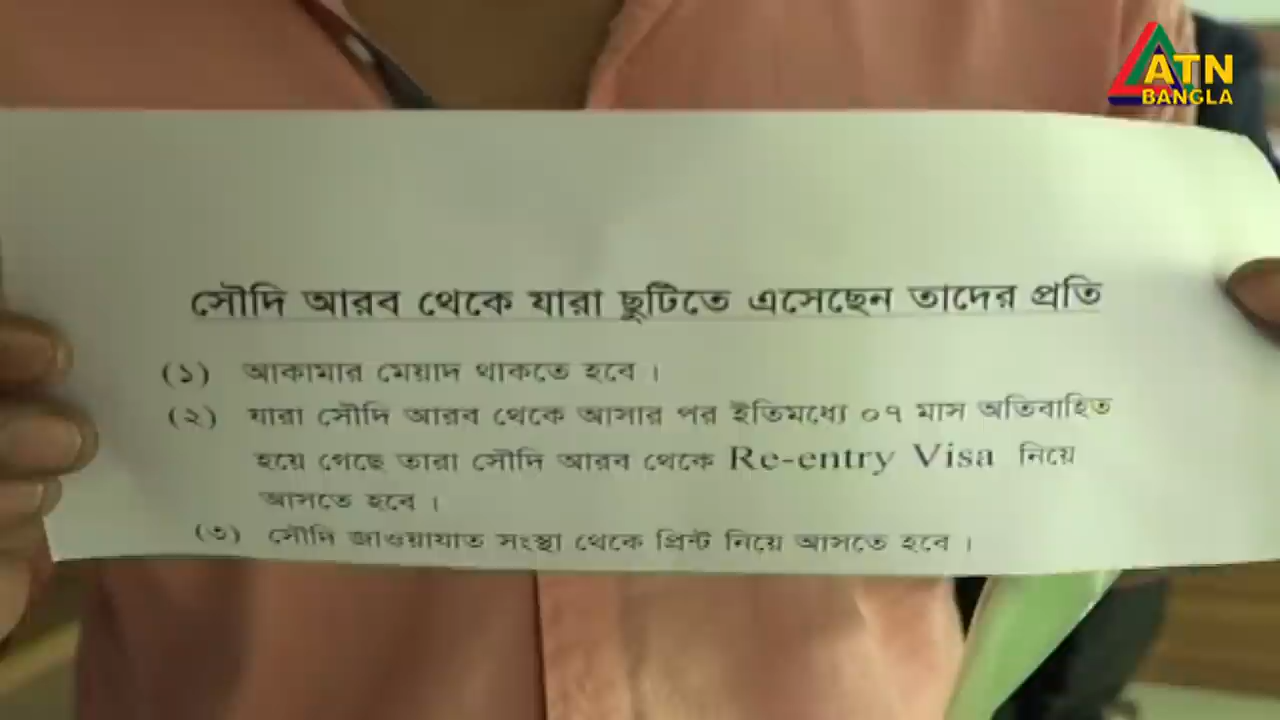 ATN
BANGLA
সৌদি আরব থেকে যারা ছুটিতে এসেছেন তাদের প্রতি
(১) আকামার মেয়াদ থাকতে হবে ।
(২) যারা সৌদি আরব থেকে আসার পর ইতিমধ্যে ০৭ মাস অতিবাহিত
হয়ে গেছে তারা সৌদি আরব থেকে Re-entry Visa নিয়ে
আসতে হবে ।
(৩) সৌদি জাওয়াযাত সংস্থা থেকে প্রিন্ট নিয়ে আসতে হবে ।